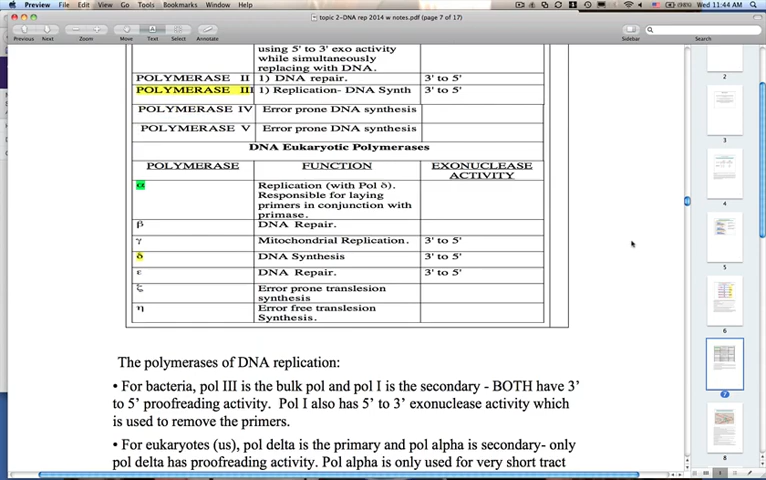 Preview File Edit View Go Tools Bookmarks Window Help
(98%) Wed 11:44 AM
topic 2-DNA rep 2014 w notes.pdf (page 7 of 17)
Previous Next Zoom Move Text Select Annotate Sidebar Search
using 5' to 3' exo activity
while simultaneously
replacing with DNA.
POLYMERASE II 1) DNA repair. 3' to 5'
POLYMERASE III 1) Replication- DNA Synth 3' to 5'
POLYMERASE IV Error prone DNA synthesis
POLYMERASE V Error prone DNA synthesis
DNA Eukaryotic Polymerases
POLYMERASE FUNCTION EXONUCLEASE
ACTIVITY
α Replication (with Pol δ).
Responsible for laying
primers in conjunction with
primase.
β DNA Repair.
γ Mitochondrial Replication. 3' to 5'
δ DNA Synthesis 3' to 5'
ε DNA Repair. 3' to 5'
ζ Error prone translesion
synthesis
η Error free translesion
Synthesis.
The polymerases of DNA replication:
• For bacteria, pol III is the bulk pol and pol I is the secondary - BOTH have 3’
to 5’ proofreading activity. Pol I also has 5’ to 3’ exonuclease activity which
is used to remove the primers.
• For eukaryotes (us), pol delta is the primary and pol alpha is secondary- only
pol delta has proofreading activity. Pol alpha is only used for very short tract
2
3
4
5
6
7
8